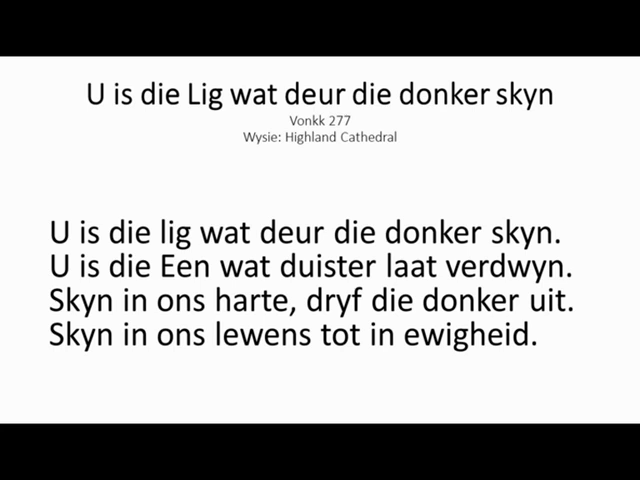 U is die Lig wat deur die donker skyn
Vonkk 277
Wysie: Highland Cathedral
U is die lig wat deur die donker skyn.
U is die Een wat duister laat verdwyn.
Skyn in ons harte, dryf die donker uit.
Skyn in ons lewens tot in ewigheid.